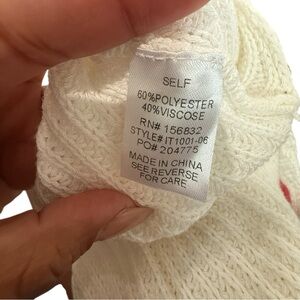 SELF
60%POLYESTER
40%VISCOSE
RN# 156832
STYLE# IT1001-06
PO# 204775
MADE IN CHINA
SEE REVERSE
FOR CARE